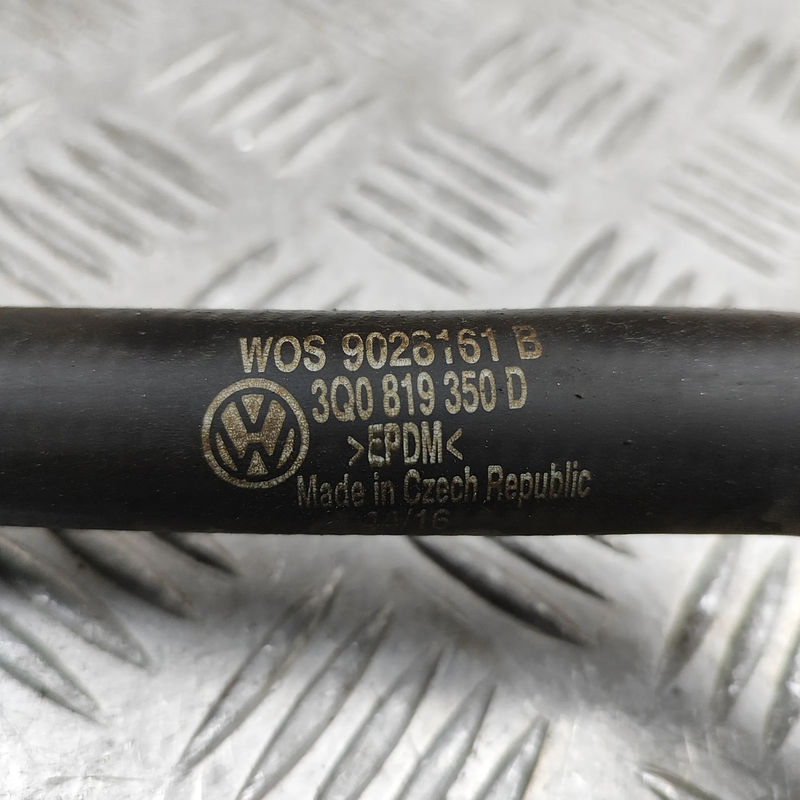 WOS 9028161 B
3Q0 819 350 D
>EPDM<
Made in Czech Republic